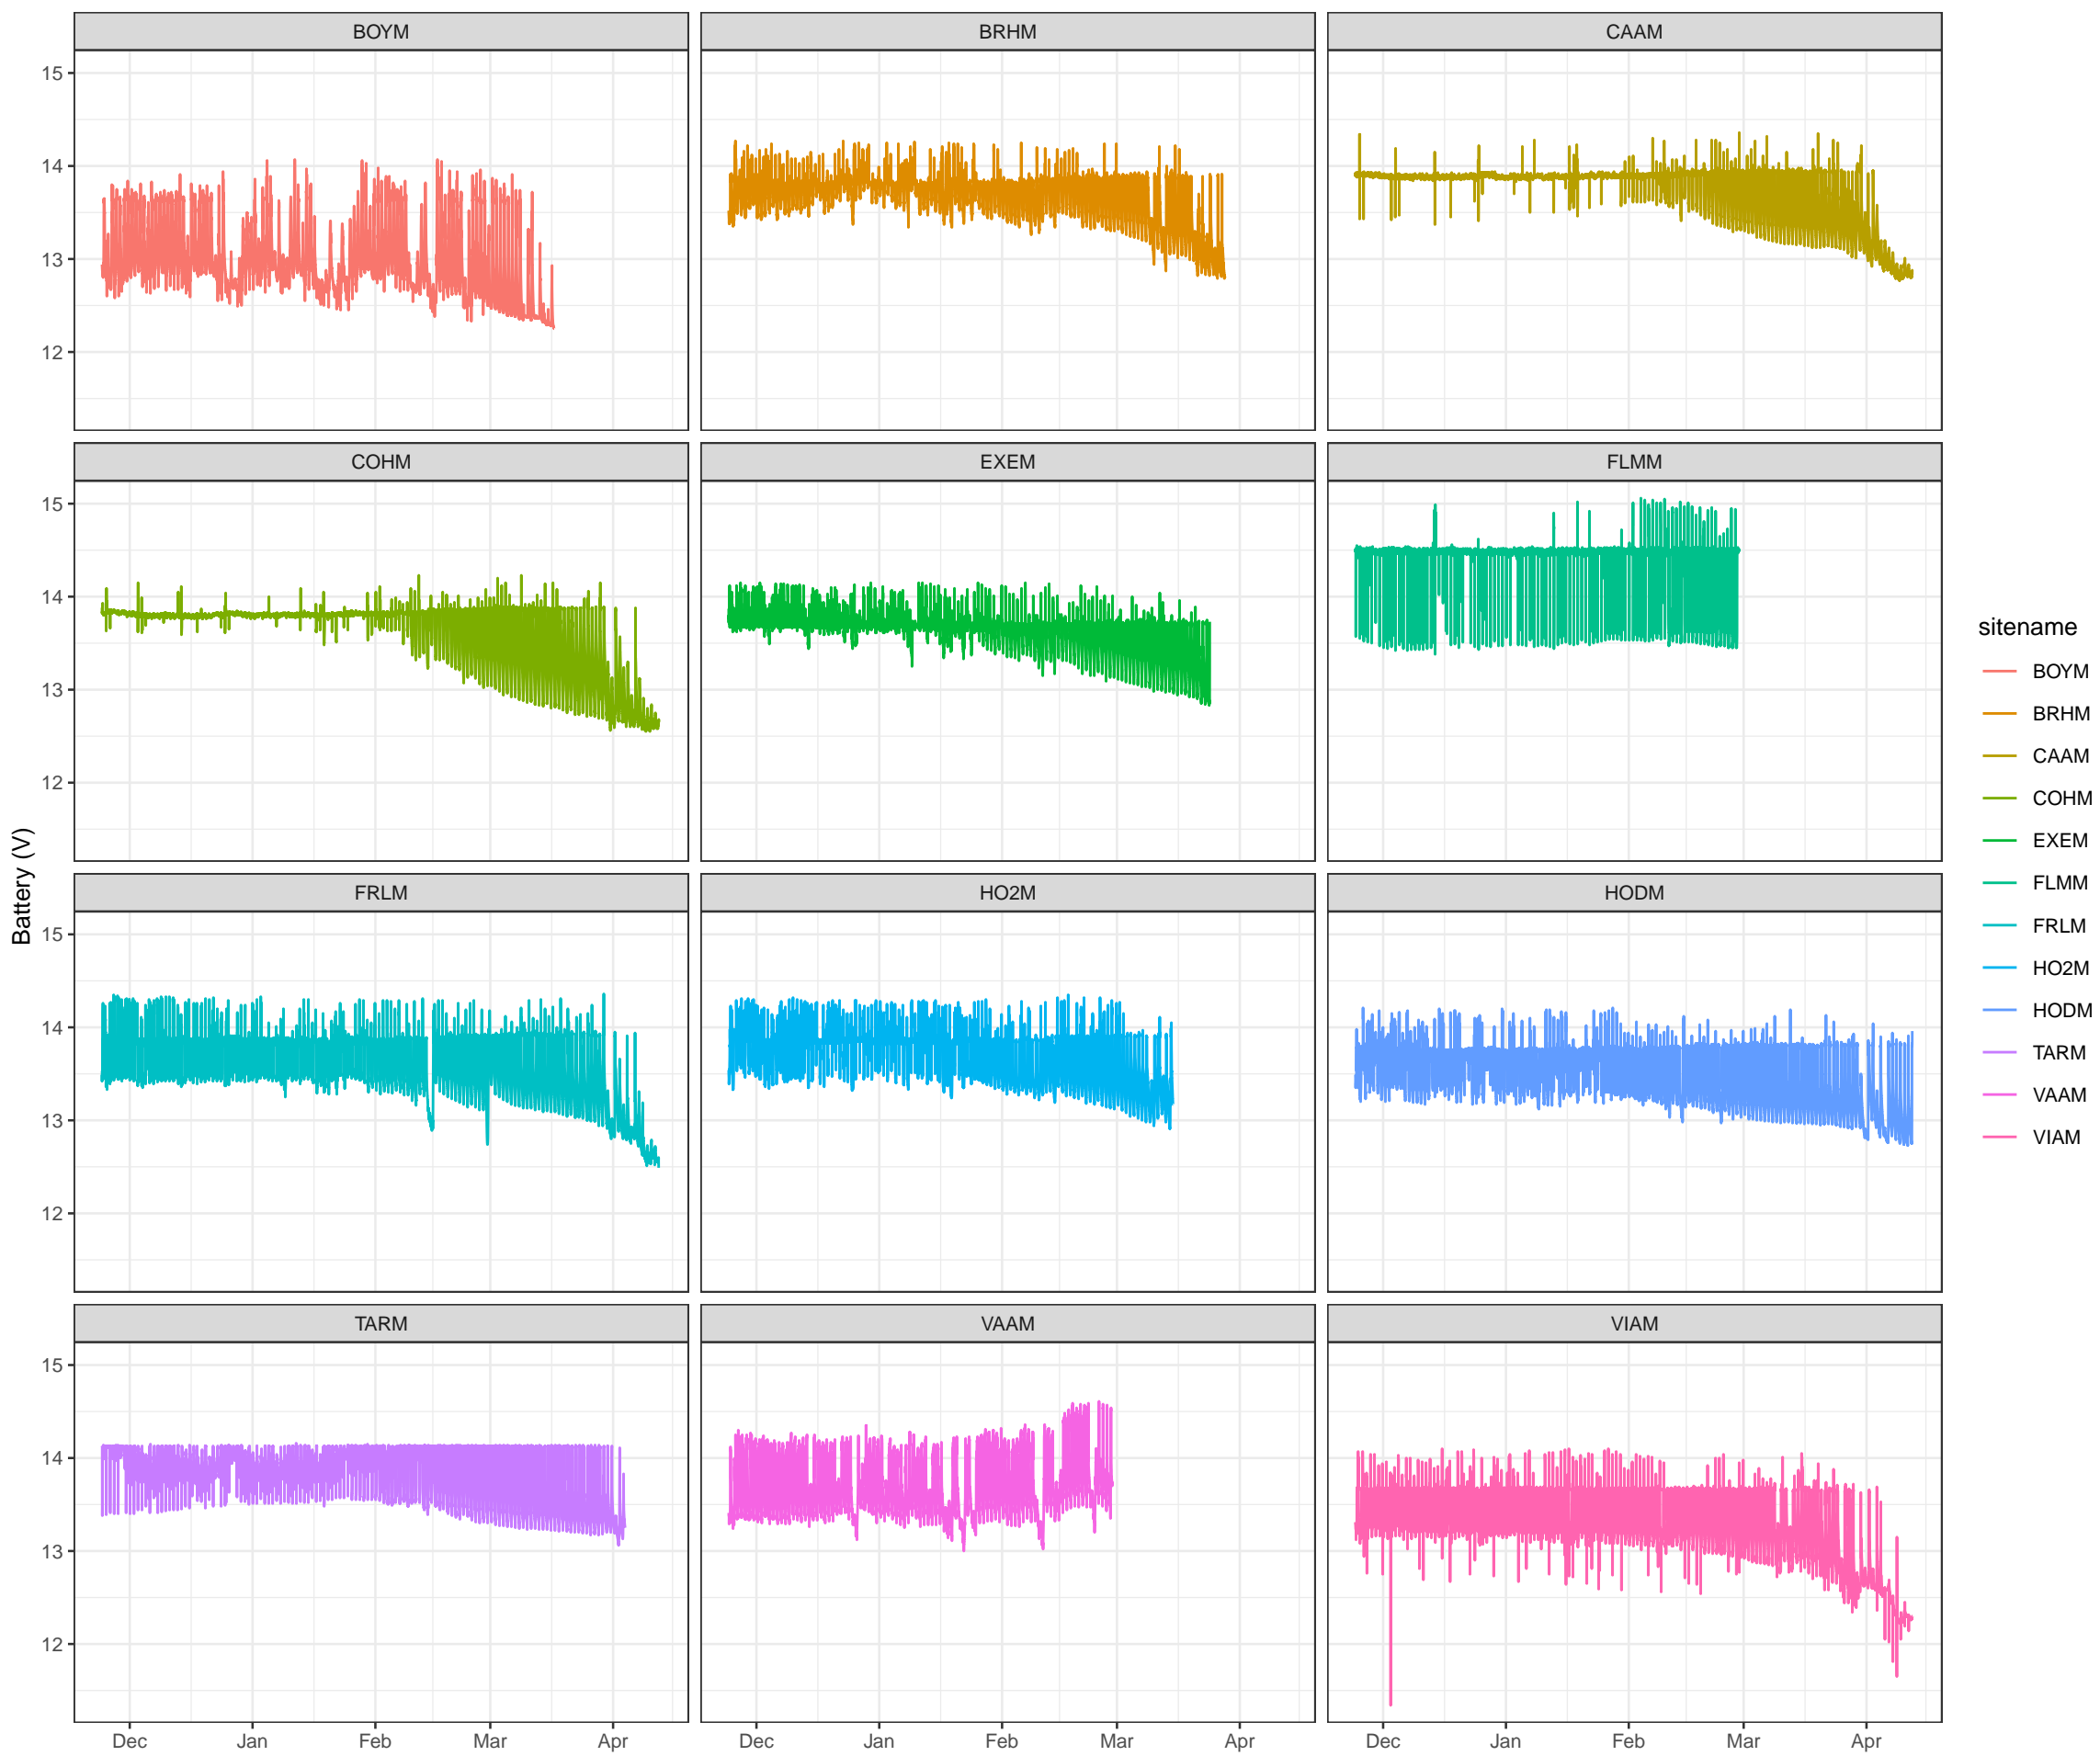 BOYM BRHM CAAM
15
14
13
12
COHM EXEM FLMM
15
14
13
12
FRLM HO2M HODM
15
14
13
12
TARM VAAM VIAM
15
14
13
12
Dec Jan Feb Mar Apr Dec Jan Feb Mar Apr Dec Jan Feb Mar Apr
Battery (V)
sitename
BOYM
BRHM
CAAM
COHM
EXEM
FLMM
FRLM
HO2M
HODM
TARM
VAAM
VIAM